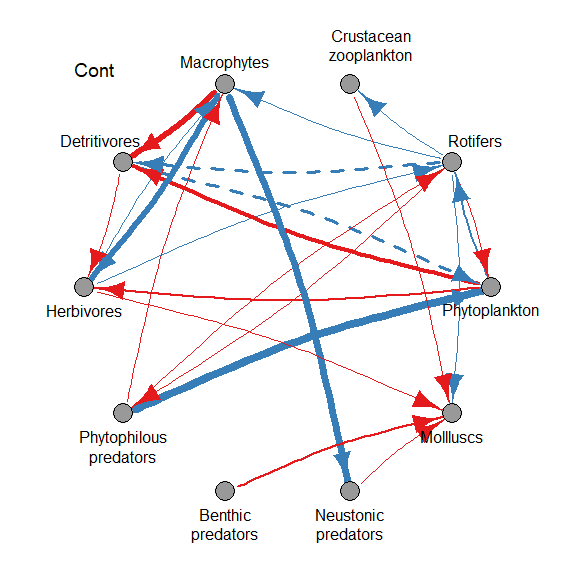 Crustacean
zooplankton
Macrophytes
Cont
Detritivores
Rotifers
Herbivores
Phytoplankton
Phytophilous
predators
Mollluscs
Benthic
predators
Neustonic
predators